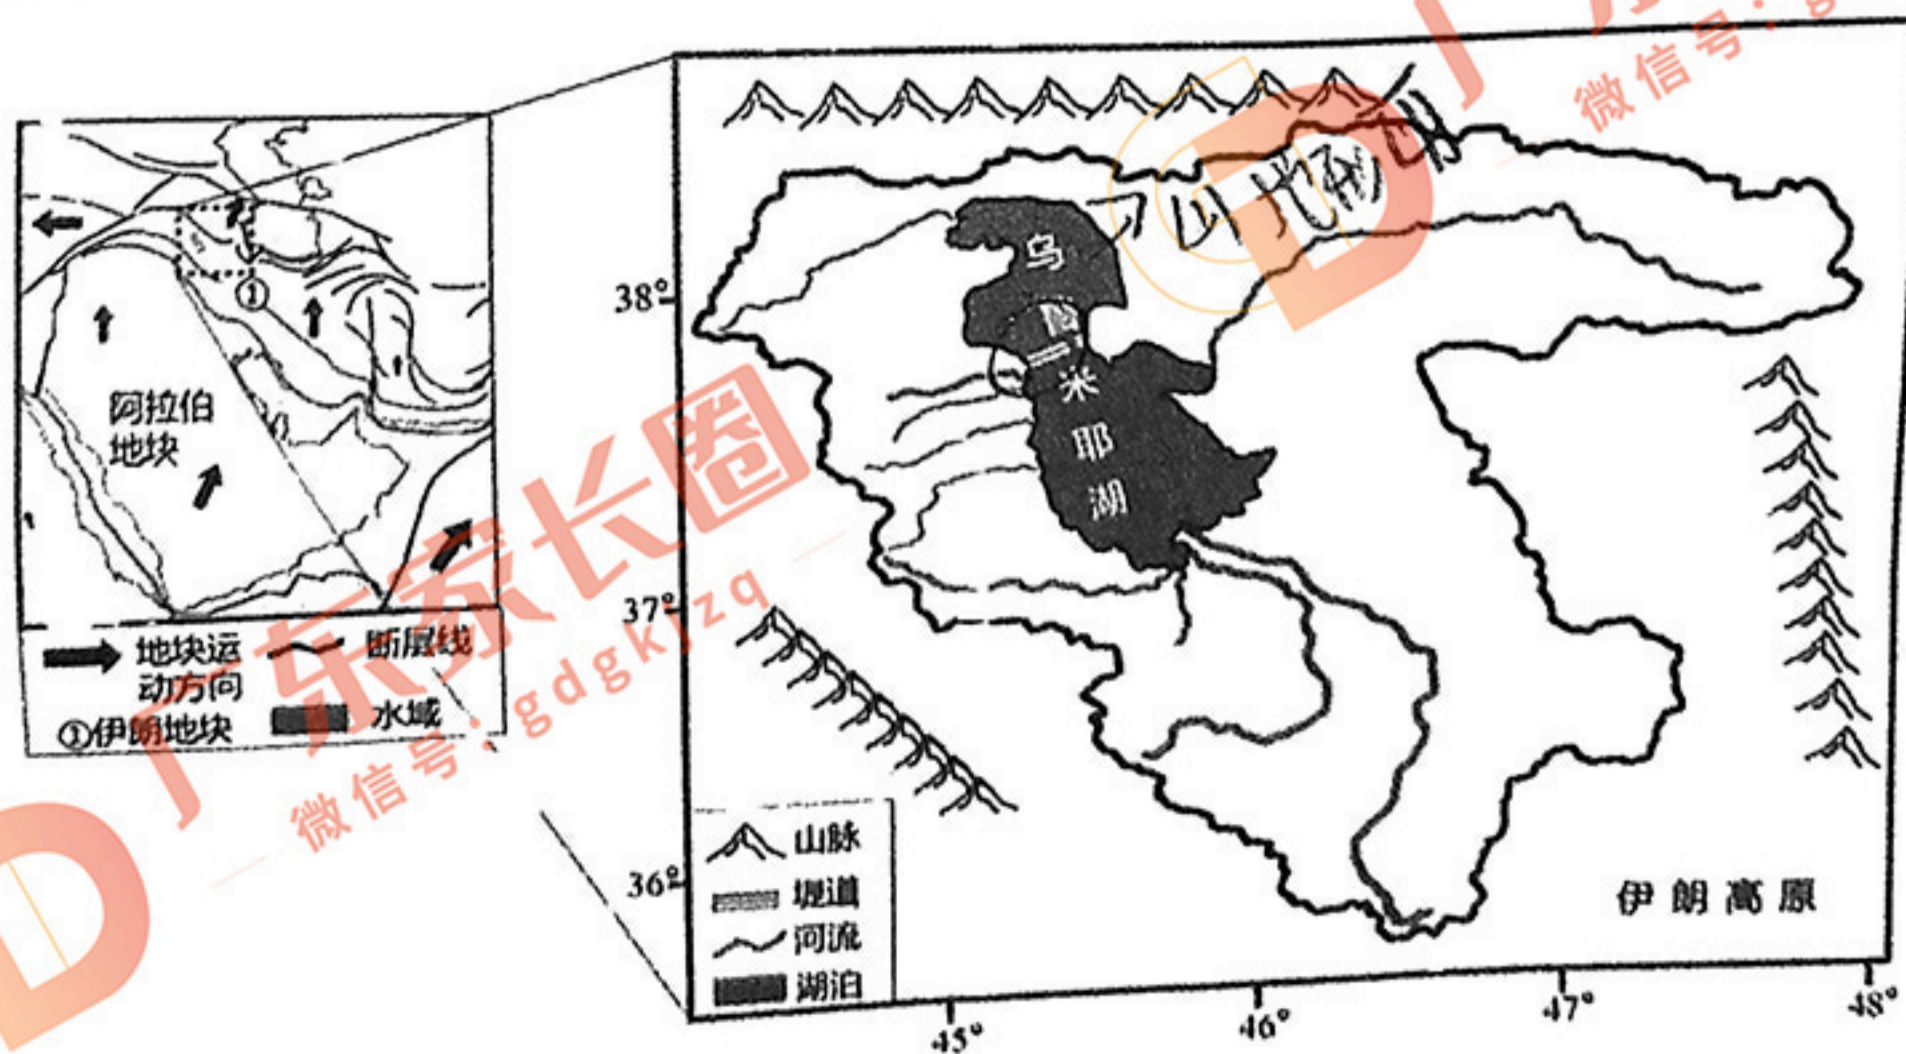 阿拉伯
地块
①
地块运
动方向
断层线
①伊朗地块
水域
38°
37°
36°
45°
46°
47°
48°
乌
米
耶
湖
山地形
山脉
堤道
河流
湖泊
伊朗高原
广东家长圈
微信号:gdgkjzq
微信号:g